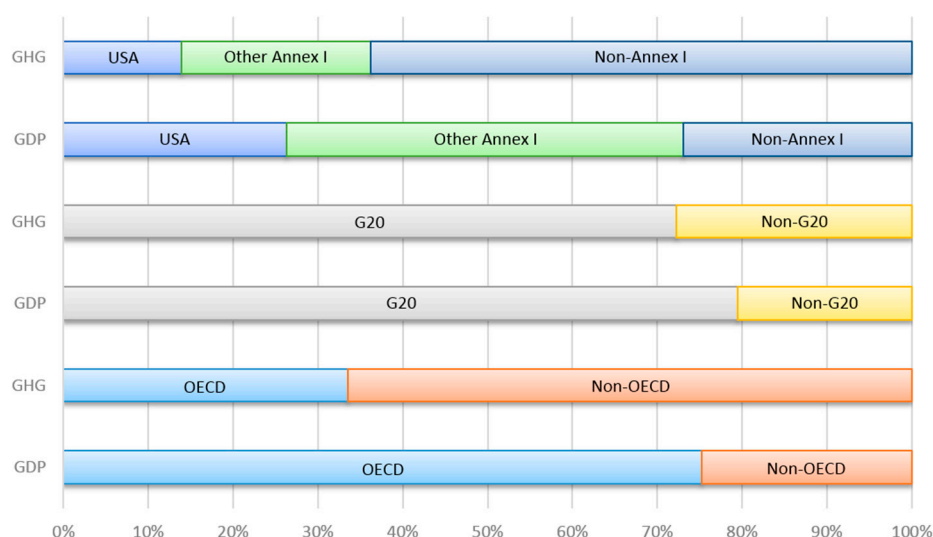 GHG USA Other Annex I Non-Annex I
GDP USA Other Annex I Non-Annex I
GHG G20 Non-G20
GDP G20 Non-G20
GHG OECD Non-OECD
GDP OECD Non-OECD
0% 10% 20% 30% 40% 50% 60% 70% 80% 90% 100%